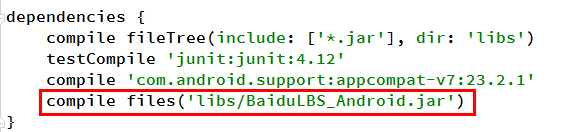 dependencies {
    compile fileTree(include: ['*.jar'], dir: 'libs')
    testCompile 'junit:junit:4.12'
    compile 'com.android.support:appcompat-v7:23.2.1'
    compile files('libs/BaiduLBS_Android.jar')
}